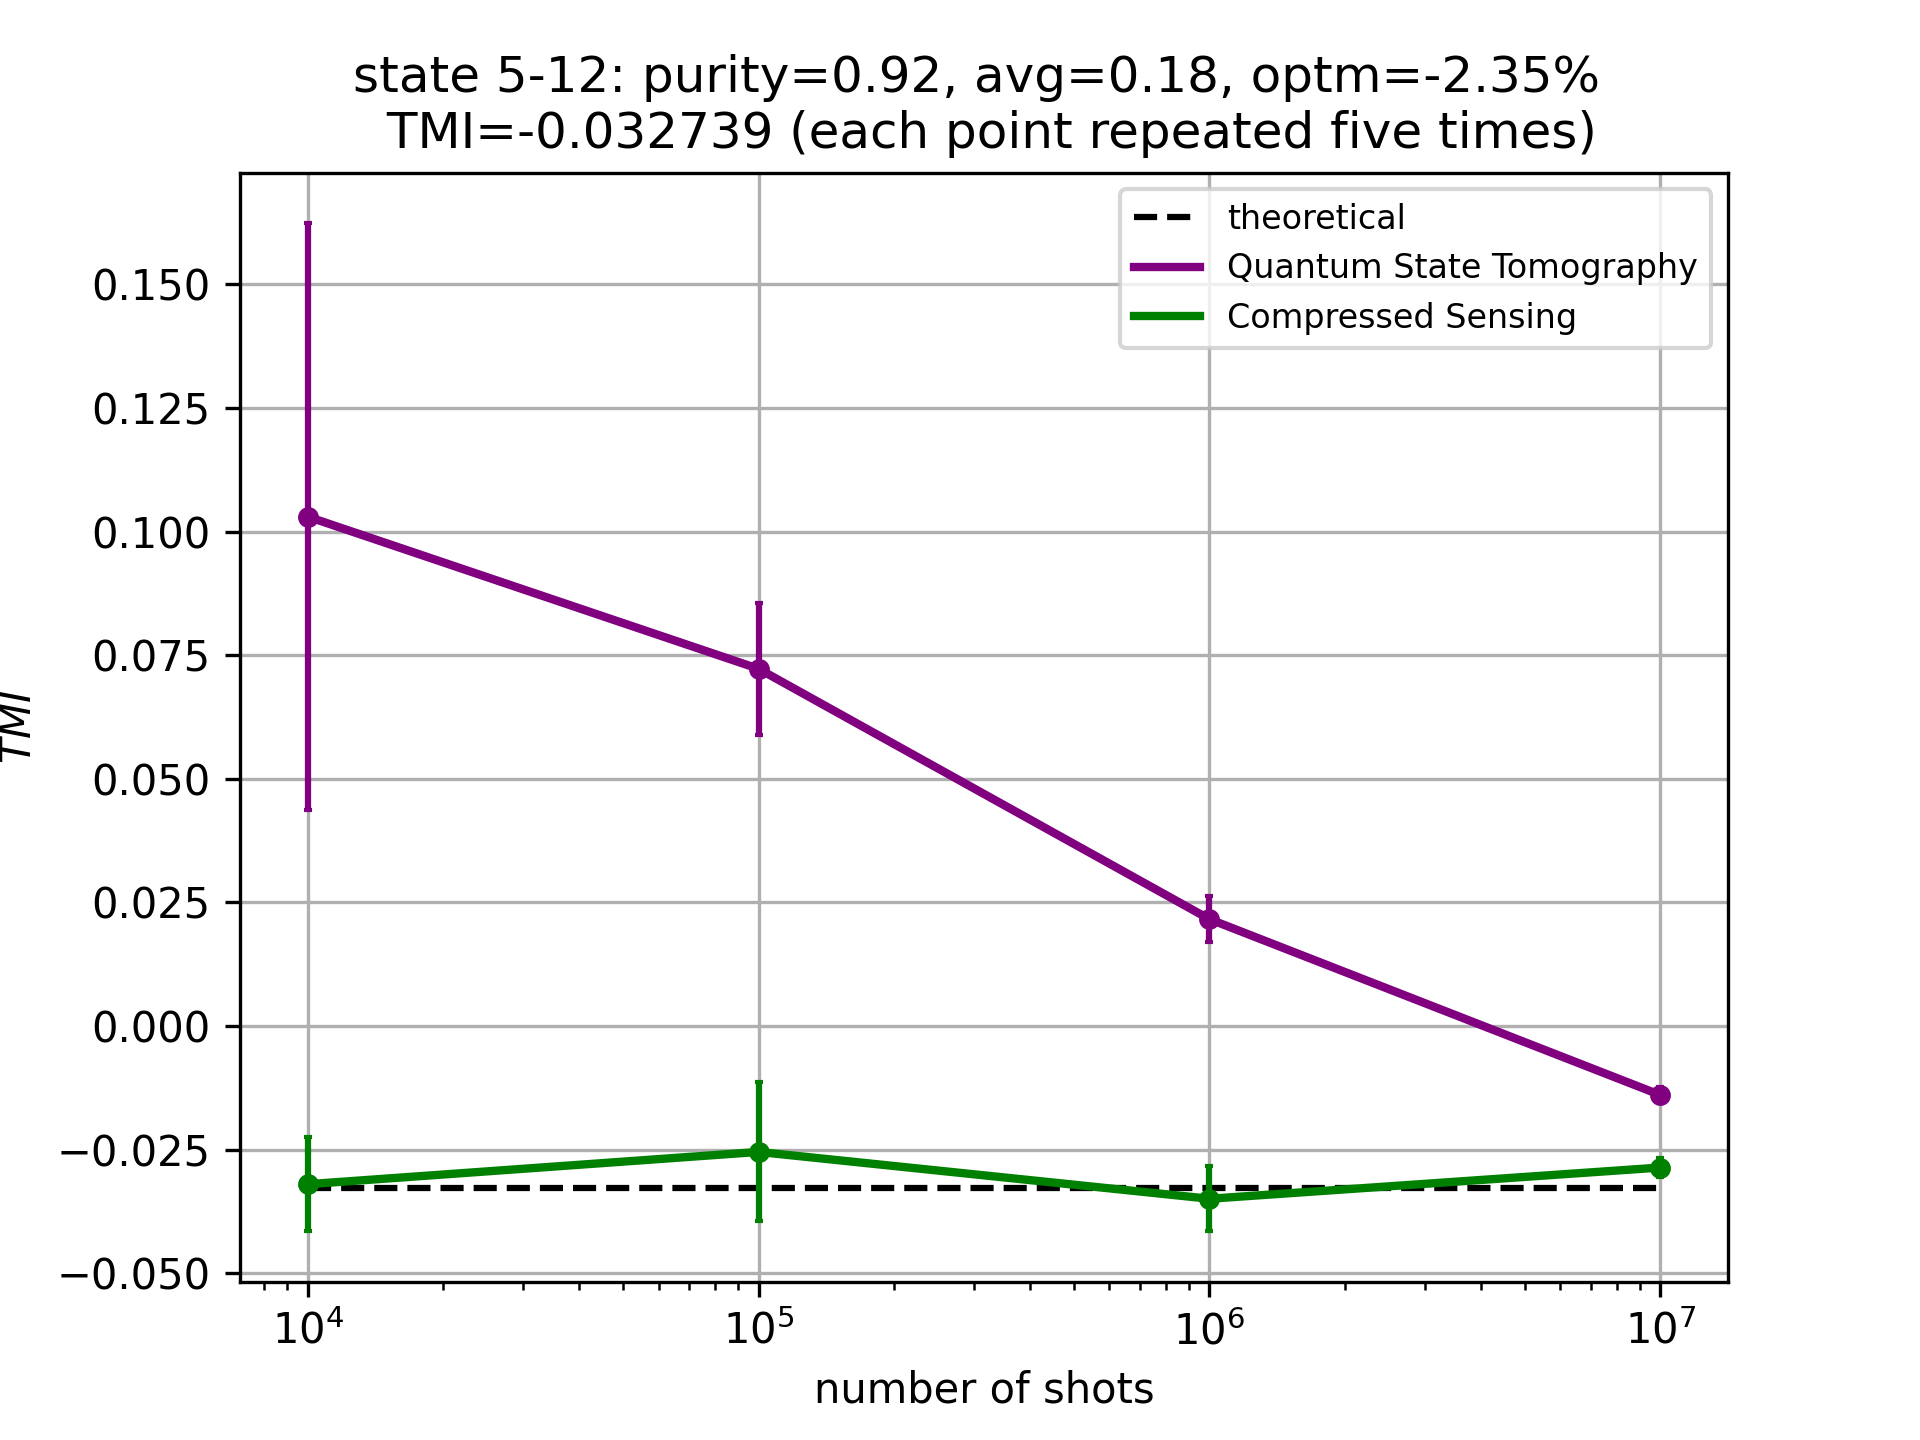 state 5-12: purity=0.92, avg=0.18, optm=-2.35%
TMI=-0.032739 (each point repeated five times)
theoretical
Quantum State Tomography
Compressed Sensing
0.150
0.125
0.100
0.075
0.050
0.025
0.000
−0.025
−0.050
TMI
10⁴ 10⁵ 10⁶ 10⁷
number of shots